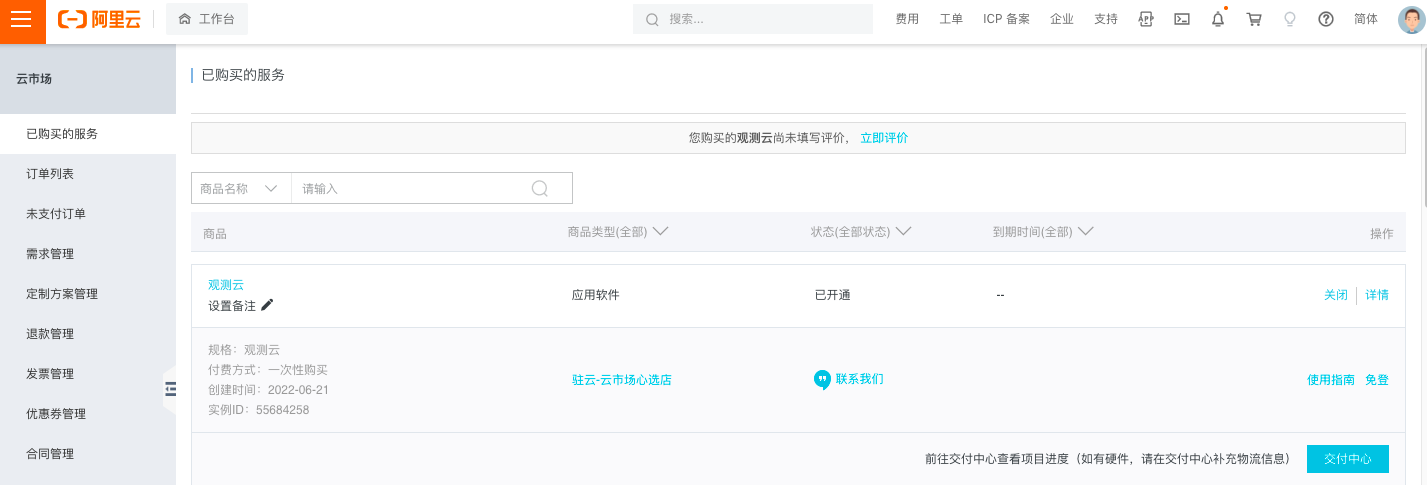 阿里云
工作台
搜索...
费用
工单
ICP 备案
企业
支持
APP
简体
云市场
已购买的服务
订单列表
未支付订单
需求管理
定制方案管理
退款管理
发票管理
优惠券管理
合同管理
已购买的服务
您购买的观测云尚未填写评价， 立即评价
商品名称
请输入
商品
商品类型(全部)
状态(全部状态)
到期时间(全部)
操作
观测云
设置备注
应用软件
已开通
--
关闭
详情
规格：观测云
付费方式：一次性购买
创建时间：2022-06-21
实例ID：55684258
驻云-云市场心选店
联系我们
使用指南
免登
前往交付中心查看项目进度（如有硬件，请在交付中心补充物流信息）
交付中心